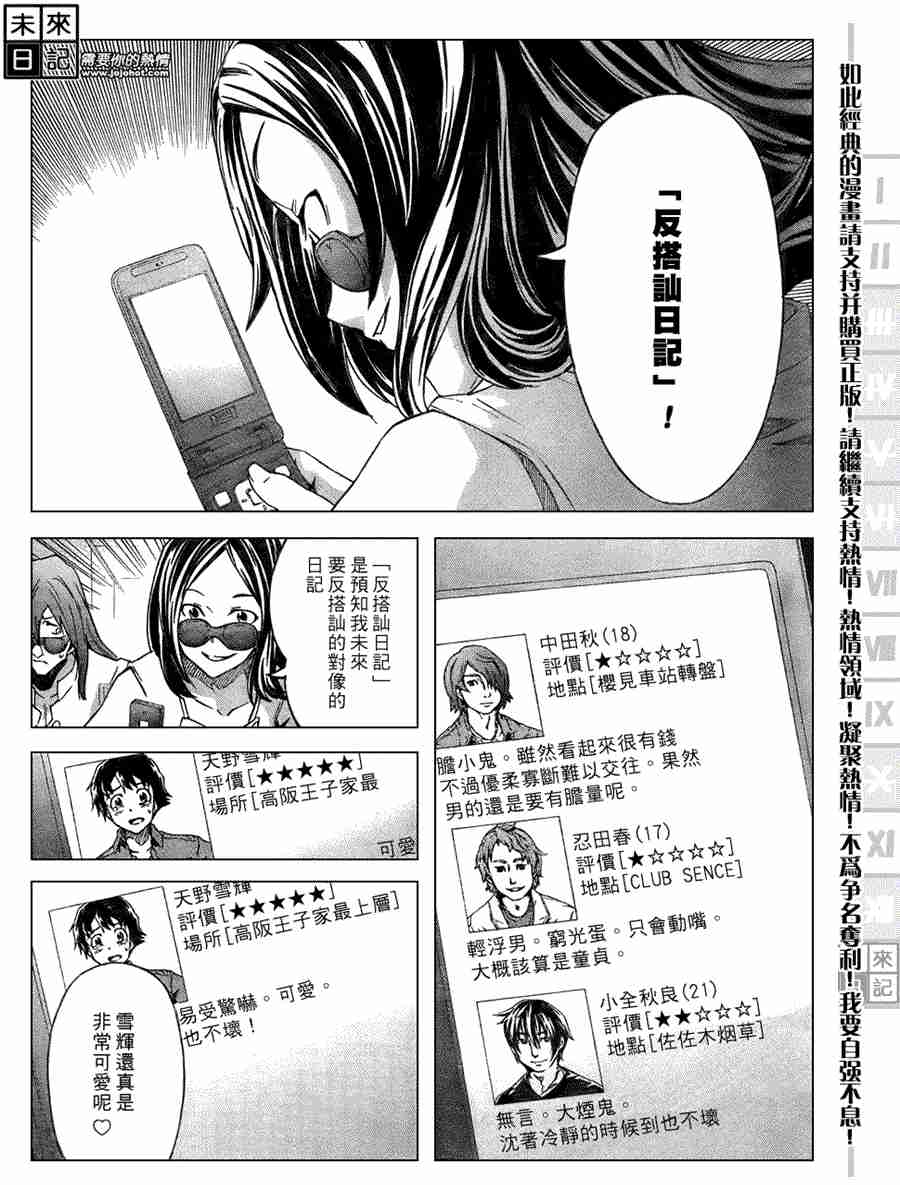 未來
日記
需要你的熱情
www.jojohot.com
「反搭訕日記」！
「反搭訕日記」
是預知我未來
要反搭訕的對像的
日記
中田秋(18)
評價[★☆☆☆☆]
地點[櫻見車站轉盤]
膽小鬼。雖然看起來很有錢
不過優柔寡斷難以交往。果然
男的還是要有膽量呢。
忍田春(17)
評價[★☆☆☆☆]
地點[CLUB SENCE]
輕浮男。窮光蛋。只會動嘴。
大概該算是童貞。
小全秋良(21)
評價[★★☆☆☆]
地點[佐佐木烟草]
無言。大煙鬼。
沈著冷靜的時候到也不壞
天野雪輝
評價[★★★★★]
場所[高阪王子家最
可愛
天野雪輝
評價[★★★★★]
場所[高阪王子家最上層]
易受驚嚇。可愛。
也不壞！
雪輝還真是
非常可愛呢♡
如此經典的漫畫請支持并購買正版！請繼續支持熱情！熱情領域！凝聚熱情！不爲争名奪利！我要自强不息！
I
II
III
IV
V
VI
VII
VIII
IX
X
XI
來
記